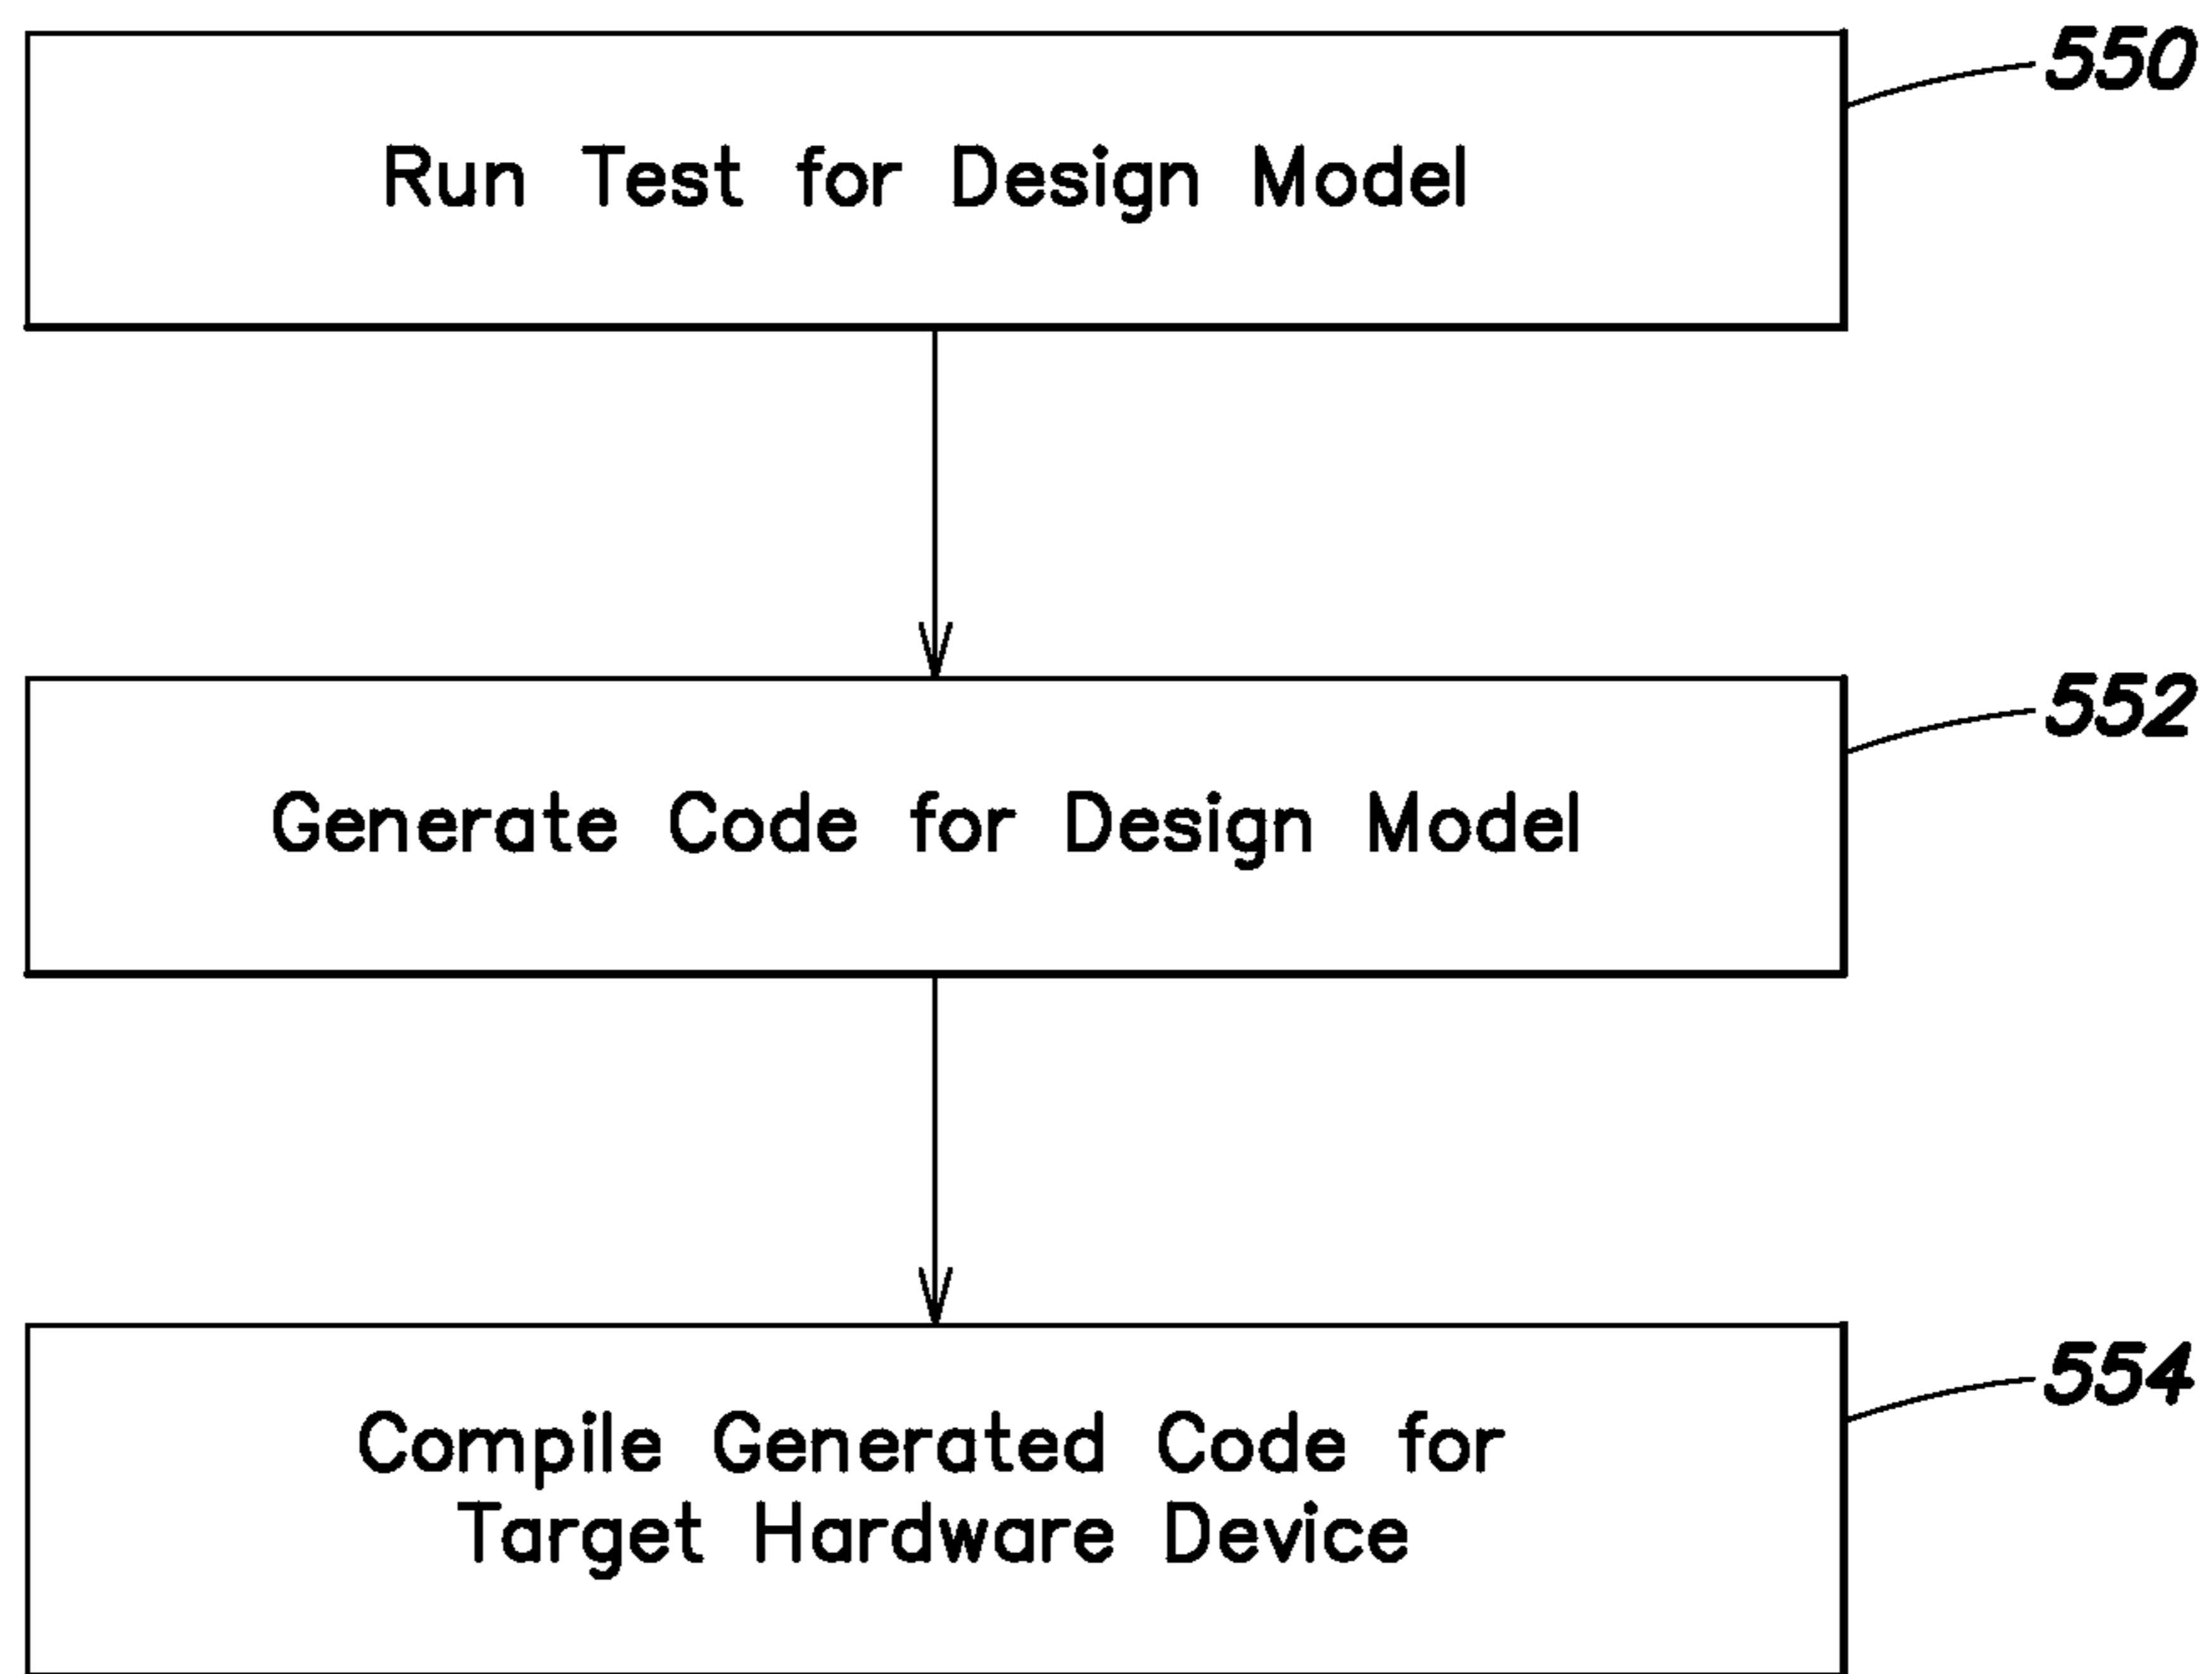 550
Run Test for Design Model
552
Generate Code for Design Model
554
Compile Generated Code for
Target Hardware Device